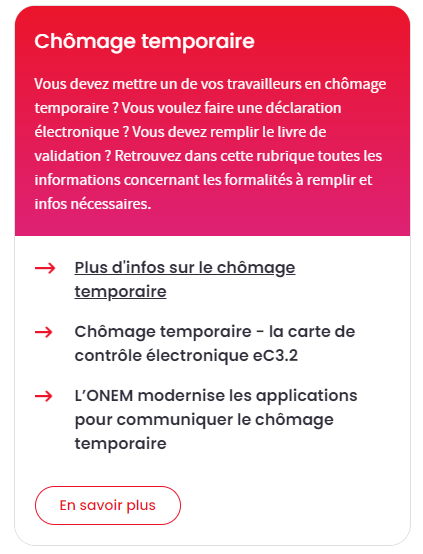 Chômage temporaire
Vous devez mettre un de vos travailleurs en chômage
temporaire ? Vous voulez faire une déclaration
électronique ? Vous devez remplir le livre de
validation ? Retrouvez dans cette rubrique toutes les
informations concernant les formalités à remplir et
infos nécessaires.
Plus d'infos sur le chômage
temporaire
Chômage temporaire - la carte de
contrôle électronique eC3.2
L’ONEM modernise les applications
pour communiquer le chômage
temporaire
En savoir plus